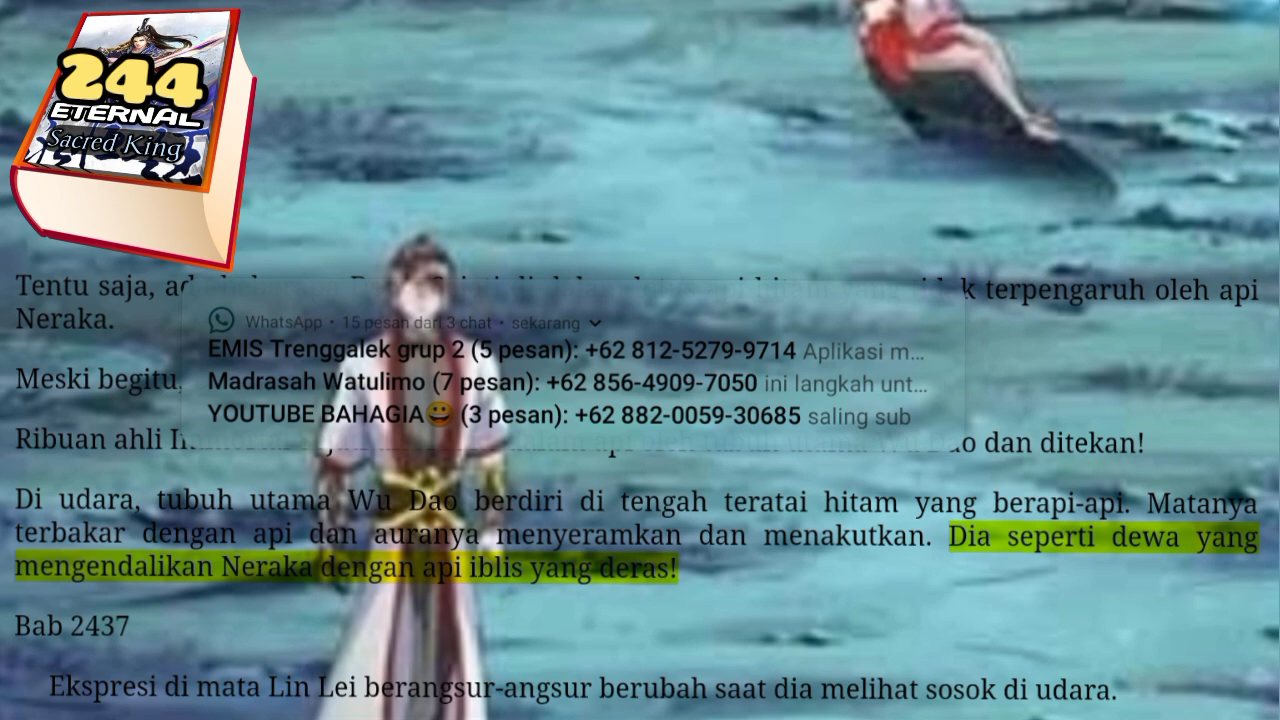 244
ETERNAL
Sacred King
Tentu saja, terpengaruh oleh api
Neraka.
WhatsApp • 15 pesan dari 3 chat • sekarang
EMIS Trenggalek grup 2 (5 pesan): +62 812-5279-9714 Aplikasi m...
Meski begitu,
Madrasah Watulimo (7 pesan): +62 856-4909-7050 ini langkah unt...
YOUTUBE BAHAGIA😀 (3 pesan): +62 882-0059-30685 saling sub
Ribuan ahli dan ditekan!
Di udara, tubuh utama Wu Dao berdiri di tengah teratai hitam yang berapi-api. Matanya
terbakar dengan api dan auranya menyeramkan dan menakutkan. Dia seperti dewa yang
mengendalikan Neraka dengan api iblis yang deras!
Bab 2437
Ekspresi di mata Lin Lei berangsur-angsur berubah saat dia melihat sosok di udara.